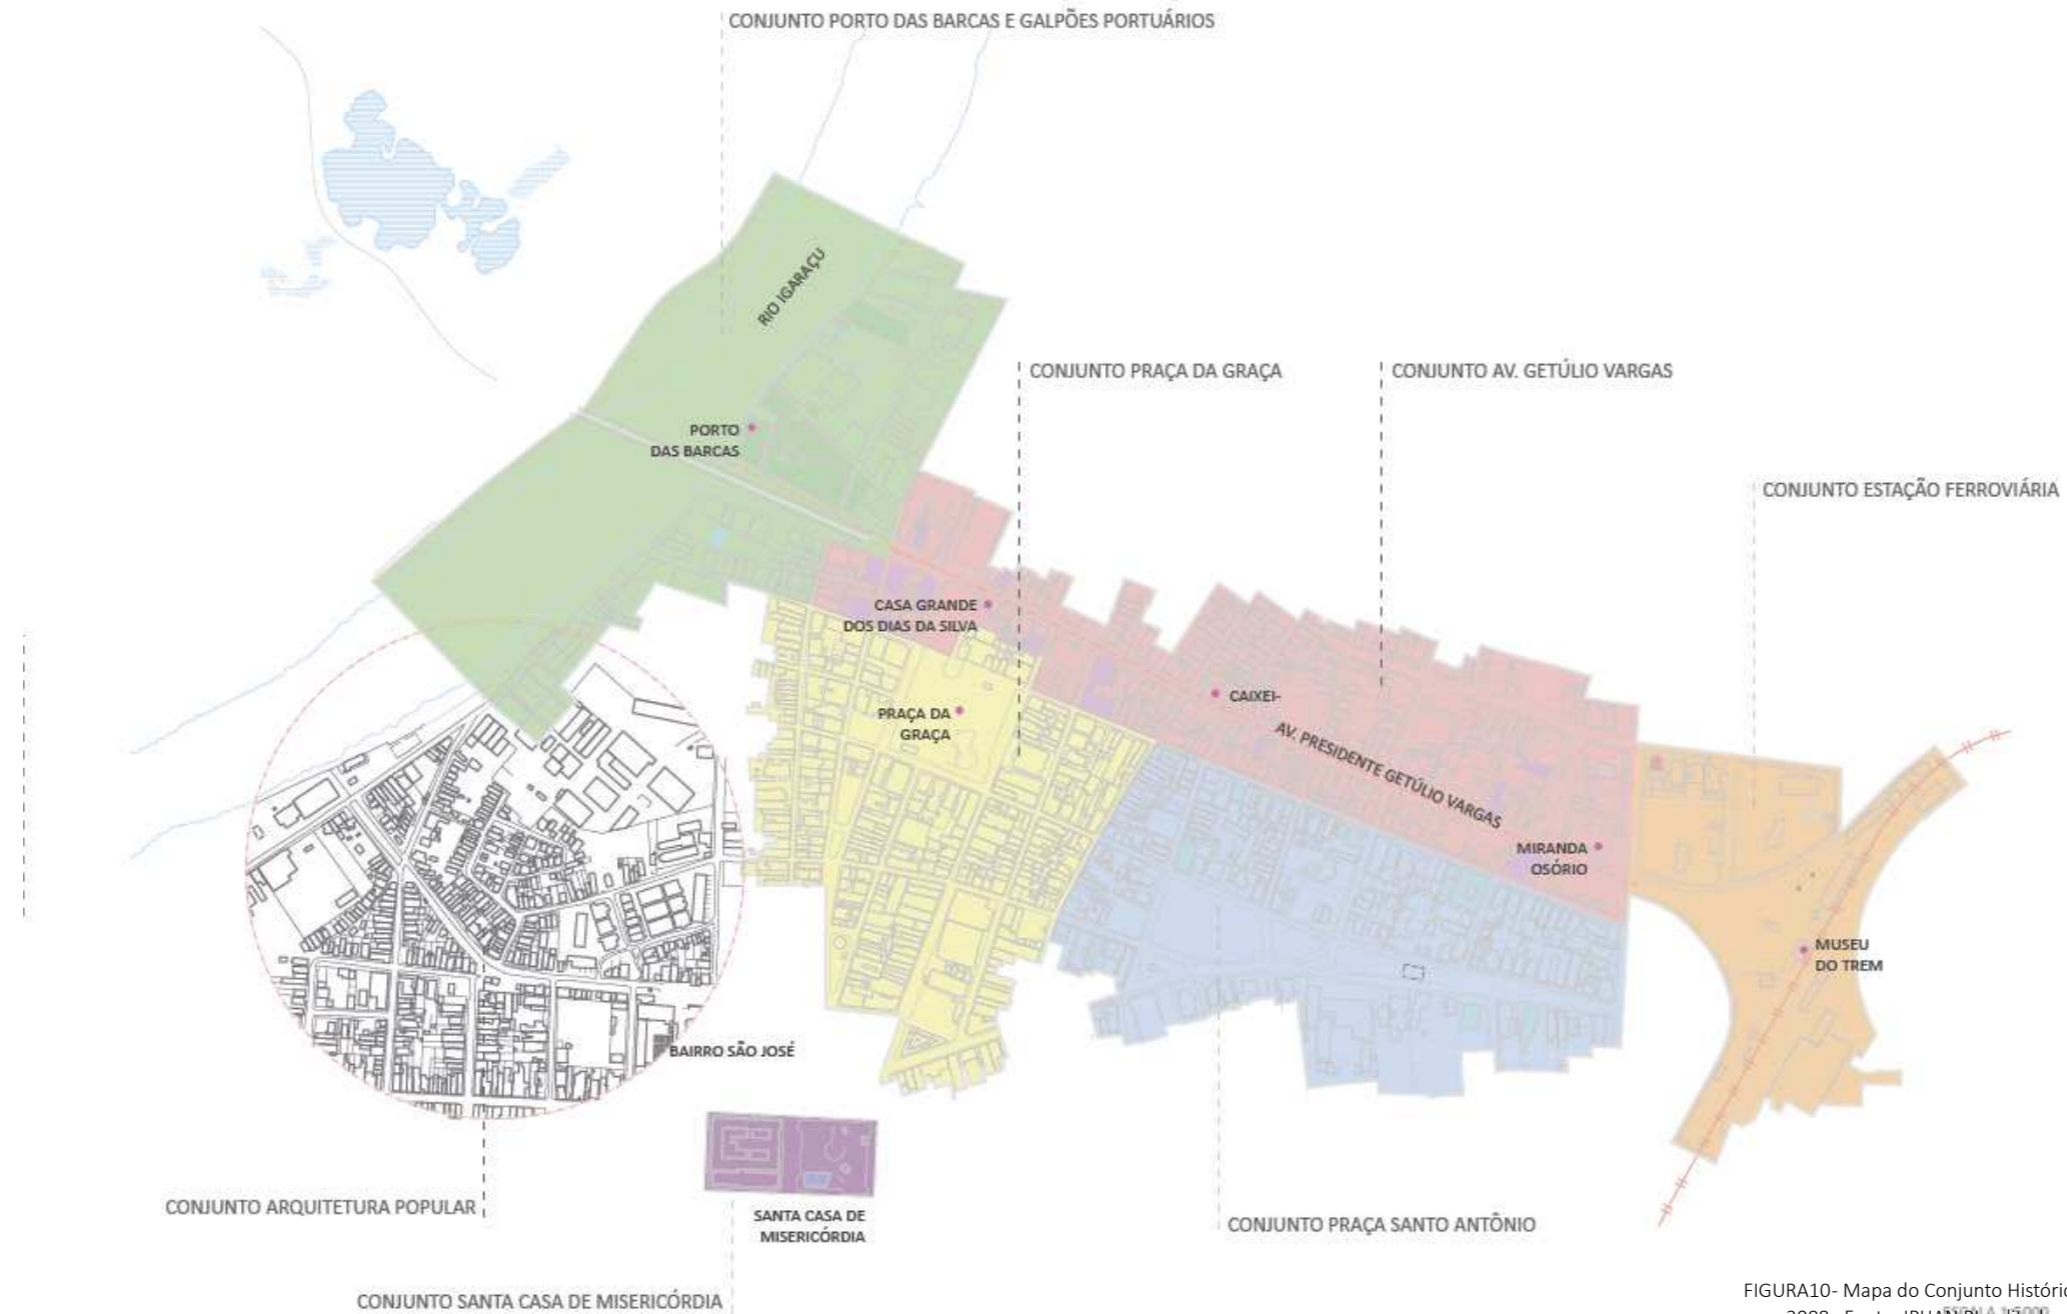 CONJUNTO PORTO DAS BARCAS E GALPÕES PORTUÁRIOS
RIO IGARAÇU
CONJUNTO PRAÇA DA GRAÇA
CONJUNTO AV. GETÚLIO VARGAS
PORTO
DAS BARCAS
CONJUNTO ESTAÇÃO FERROVIÁRIA
CASA GRANDE
DOS DIAS DA SILVA
CAIXEI-
PRAÇA DA
GRAÇA
AV. PRESIDENTE GETÚLIO VARGAS
MIRANDA
OSÓRIO
MUSEU
DO TREM
BAIRRO SÃO JOSÉ
CONJUNTO ARQUITETURA POPULAR
SANTA CASA DE
MISERICÓRDIA
CONJUNTO PRAÇA SANTO ANTÔNIO
CONJUNTO SANTA CASA DE MISERICÓRDIA
FIGURA10- Mapa do Conjunto Históri